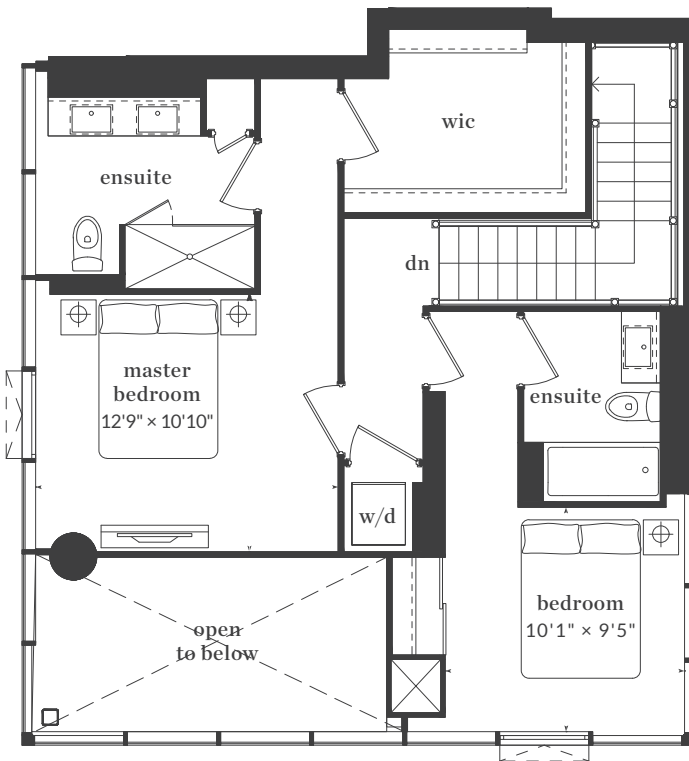 wic
ensuite
dn
master
bedroom
12'9" × 10'10"
ensuite
w/d
bedroom
10'1" × 9'5"
open
to below